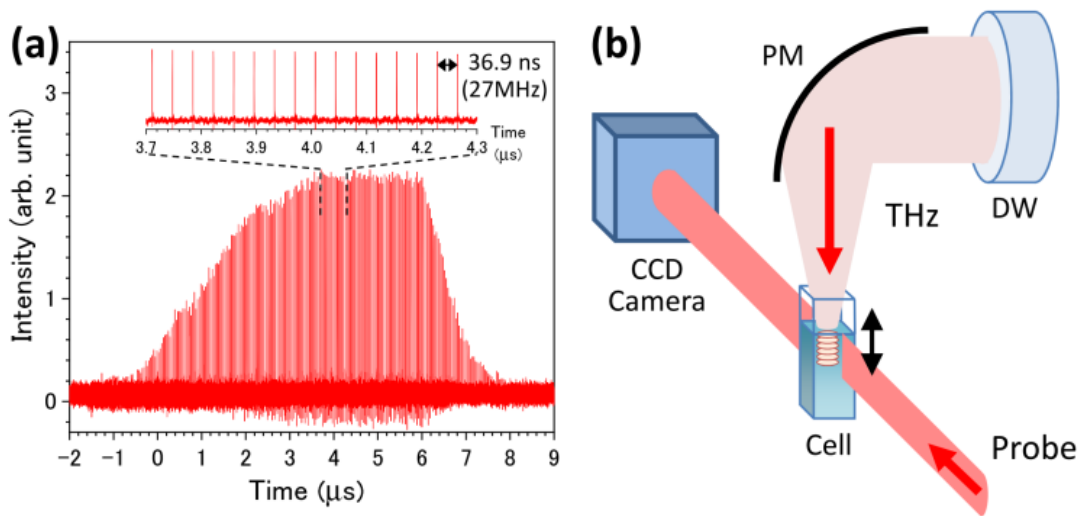 (a)
36.9 ns
(27MHz)
Time
(μs)
3.7 3.8 3.9 4.0 4.1 4.2 4.3
Intensity (arb. unit)
3
2
1
0
-2 -1 0 1 2 3 4 5 6 7 8 9
Time (μs)
(b)
PM
DW
THz
CCD
Camera
Cell
Probe